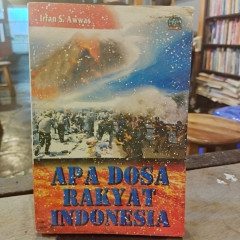 Irfan S. Awwas
APA DOSA
RAKYAT
INDONESIA